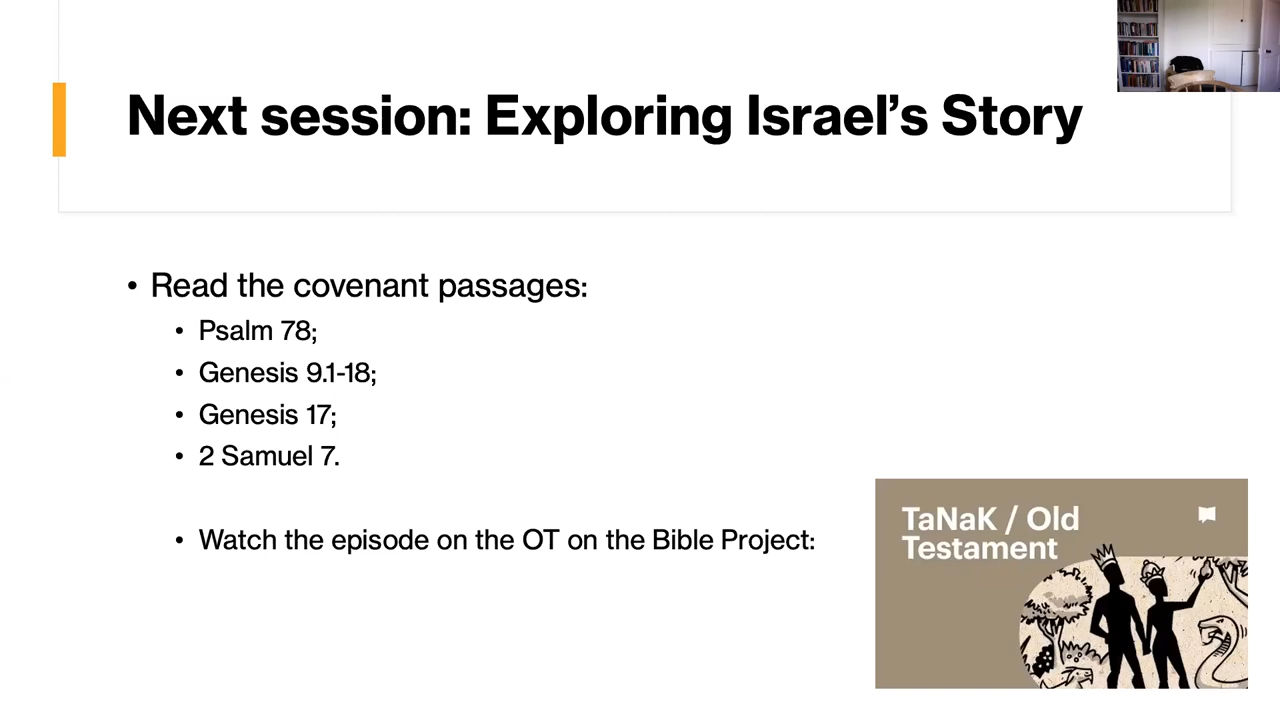 Next session: Exploring Israel’s Story
• Read the covenant passages:
• Psalm 78;
• Genesis 9.1-18;
• Genesis 17;
• 2 Samuel 7.
• Watch the episode on the OT on the Bible Project:
TaNaK / Old
Testament